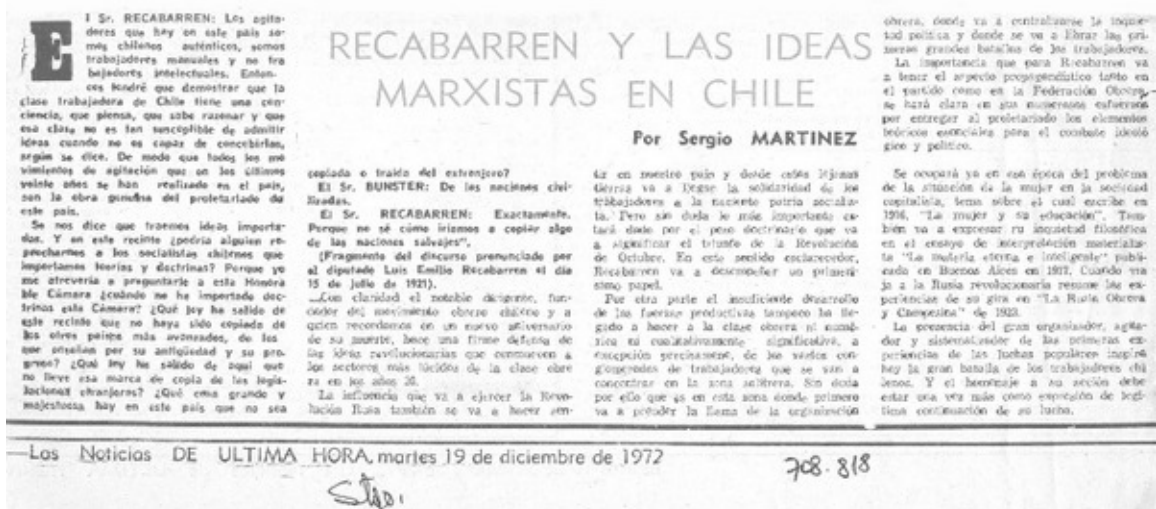 RECABARREN Y LAS IDEAS
MARXISTAS EN CHILE
Por Sergio MARTINEZ
El Sr. RECABARREN: Los agita-
dores que hay en este país so-
mos chilenos auténticos, somos
trabajadores manuales y no tra
bajadores intelectuales. Enton-
ces tendré que demostrar que la
clase trabajadora de Chile tiene una con-
ciencia, que piensa, que sabe razonar y que
esa clase no es tan susceptible de admitir
ideas cuando no es capaz de concebirlas,
según se dice. De modo que todos los mo
vimientos de agitación que en los últimos
veinte años se han realizado en el país,
son la obra genuina del proletariado de
este país.
Se nos dice que traemos ideas importa-
das. Y en este recinto ¿podría alguien re-
procharnos a los socialistas chilenos que
importamos teorías y doctrinas? Porque yo
me atrevería a preguntarle a esta Honora
ble Cámara ¿cuándo no ha importado doc-
trinas esta Cámara? ¿Qué ley ha salido de
este recinto que no haya sido copiada de
los otros países más avanzados, de los
que enseñan por su antigüedad y su pro-
greso? ¿Qué ley ha salido de aquí que
no lleve esa marca de copia de las legis-
laciones extranjeras? ¿Qué cosa grande y
majestuosa hay en este país que no sea
copiada o traída del extranjero?
El Sr. BUNSTER: De las naciones civi-
lizadas.
El Sr. RECABARREN: Exactamente.
Porque no sé cómo iríamos a copiar algo
de las naciones salvajes",
(Fragmento del discurso pronunciado por
el diputado Luis Emilio Recabarren el día
15 de julio de 1921).
...Con claridad el notable dirigente, fun-
dador del movimiento obrero chileno y a
quien recordamos en un nuevo aniversario
de su muerte, hace una firme defensa de
las ideas revolucionarias que conmueven a
los sectores más lúcidos de la clase obre
ra en los años 20.
La influencia que va a ejercer la Revo-
lución Rusa también se va a hacer sen-
tir en nuestro país y desde estas lejanas
tierras va a llegar la solidaridad de los
trabajadores a la naciente patria socialis-
ta. Pero sin duda lo más importante es-
tará dado por el peso doctrinario que va
a significar el triunfo de la Revolución
de Octubre. En este sentido esclarecedor,
Recabarren va a desempeñar un primerí
simo papel.
Por otra parte el insuficiente desarrollo
de las fuerzas productivas tampoco ha lle-
gado a hacer a la clase obrera ni numé-
rica ni cualitativamente significativa, a
excepción precisamente, de los vastos con-
glomerados de trabajadores que se van a
concentrar en la zona salitrera. Sin duda
por ello que es en esta zona donde primero
va a prender la llama de la organización
obrera, donde va a centralizarse la inquie-
tud política y donde se va a librar las pri-
meras grandes batallas de los trabajadores.
La importancia que para Recabarren va
a tener el aspecto propagandístico tanto en
el partido como en la Federación Obrera,
se hará clara en sus numerosos esfuerzos
por entregar al proletariado los elementos
teóricos esenciales para el combate ideoló
gico y político.
Se ocupará ya en esa época del problema
de la situación de la mujer en la sociedad
capitalista, tema sobre el cual escribe en
1916, "La mujer y su educación". Tam-
bién va a expresar su inquietud filosófica
en el ensayo de interpretación materialis-
ta "La materia eterna e inteligente" publi-
cado en Buenos Aires en 1917. Cuando via
ja a la Rusia revolucionaria resume las ex-
periencias de su gira en "La Rusia Obrera
y Campesina" de 1923.
La presencia del gran organizador, agita-
dor y sistematizador de las primeras ex-
periencias de las luchas populares inspira
hoy la gran batalla de los trabajadores chi
lenos. Y el homenaje a su acción debe
estar una vez más como expresión de legí-
tima continuación de su lucha.
Las Noticias DE ULTIMA HORA, martes 19 de diciembre de 1972
708.818
Stgo.